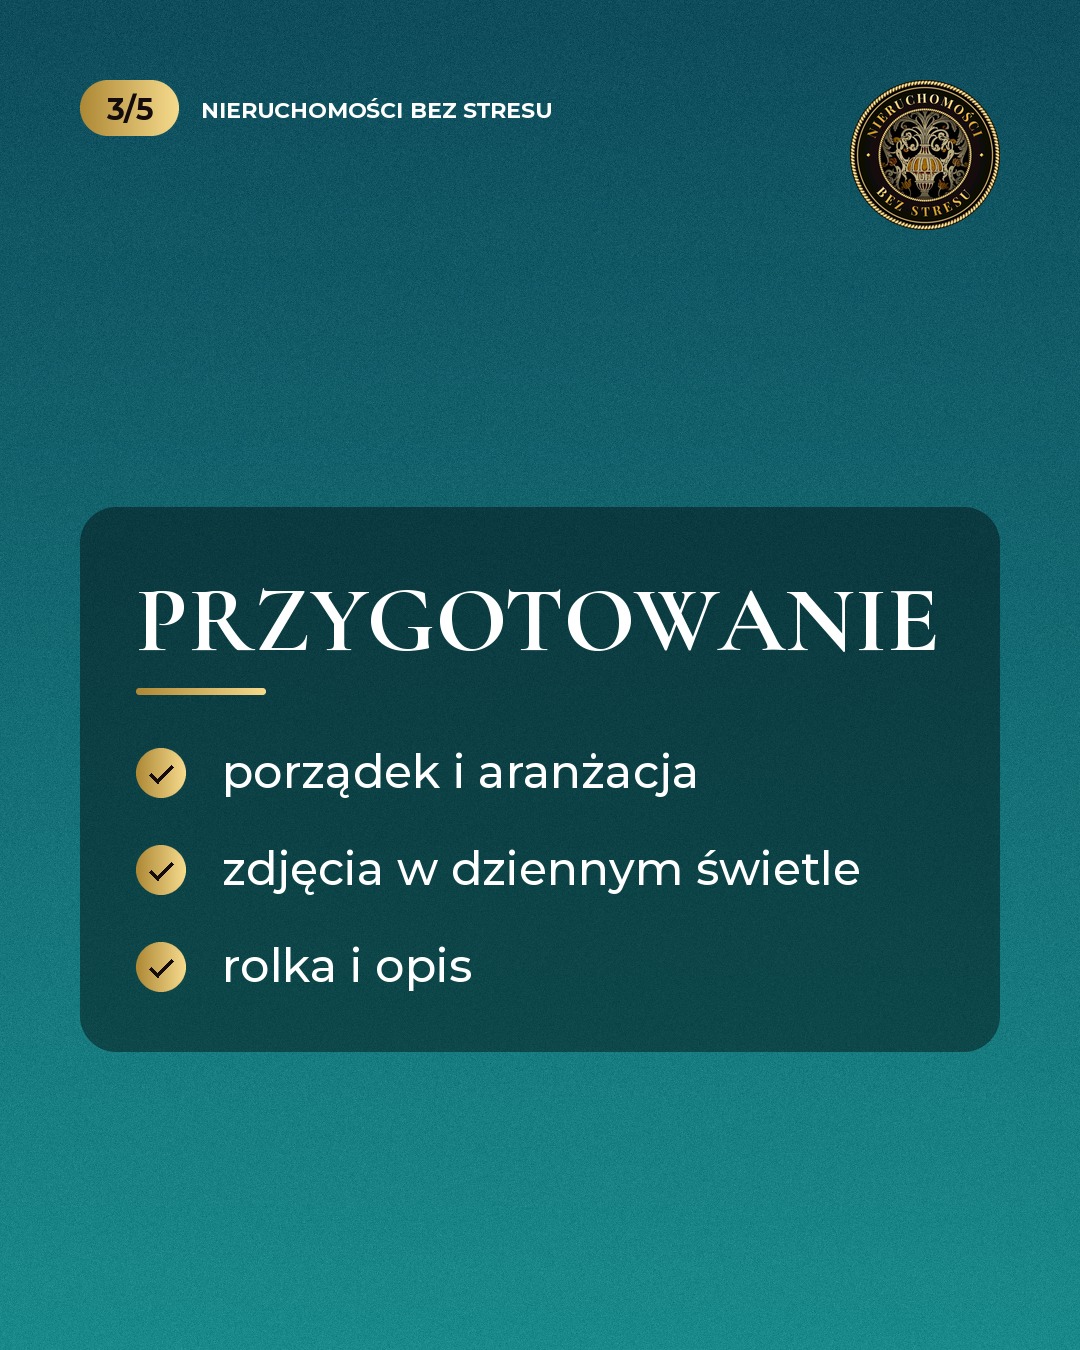 3/5
NIERUCHOMOŚCI BEZ STRESU
NIERUCHOMOŚCI
BEZ STRESU
PRZYGOTOWANIE
porządek i aranżacja
zdjęcia w dziennym świetle
rolka i opis